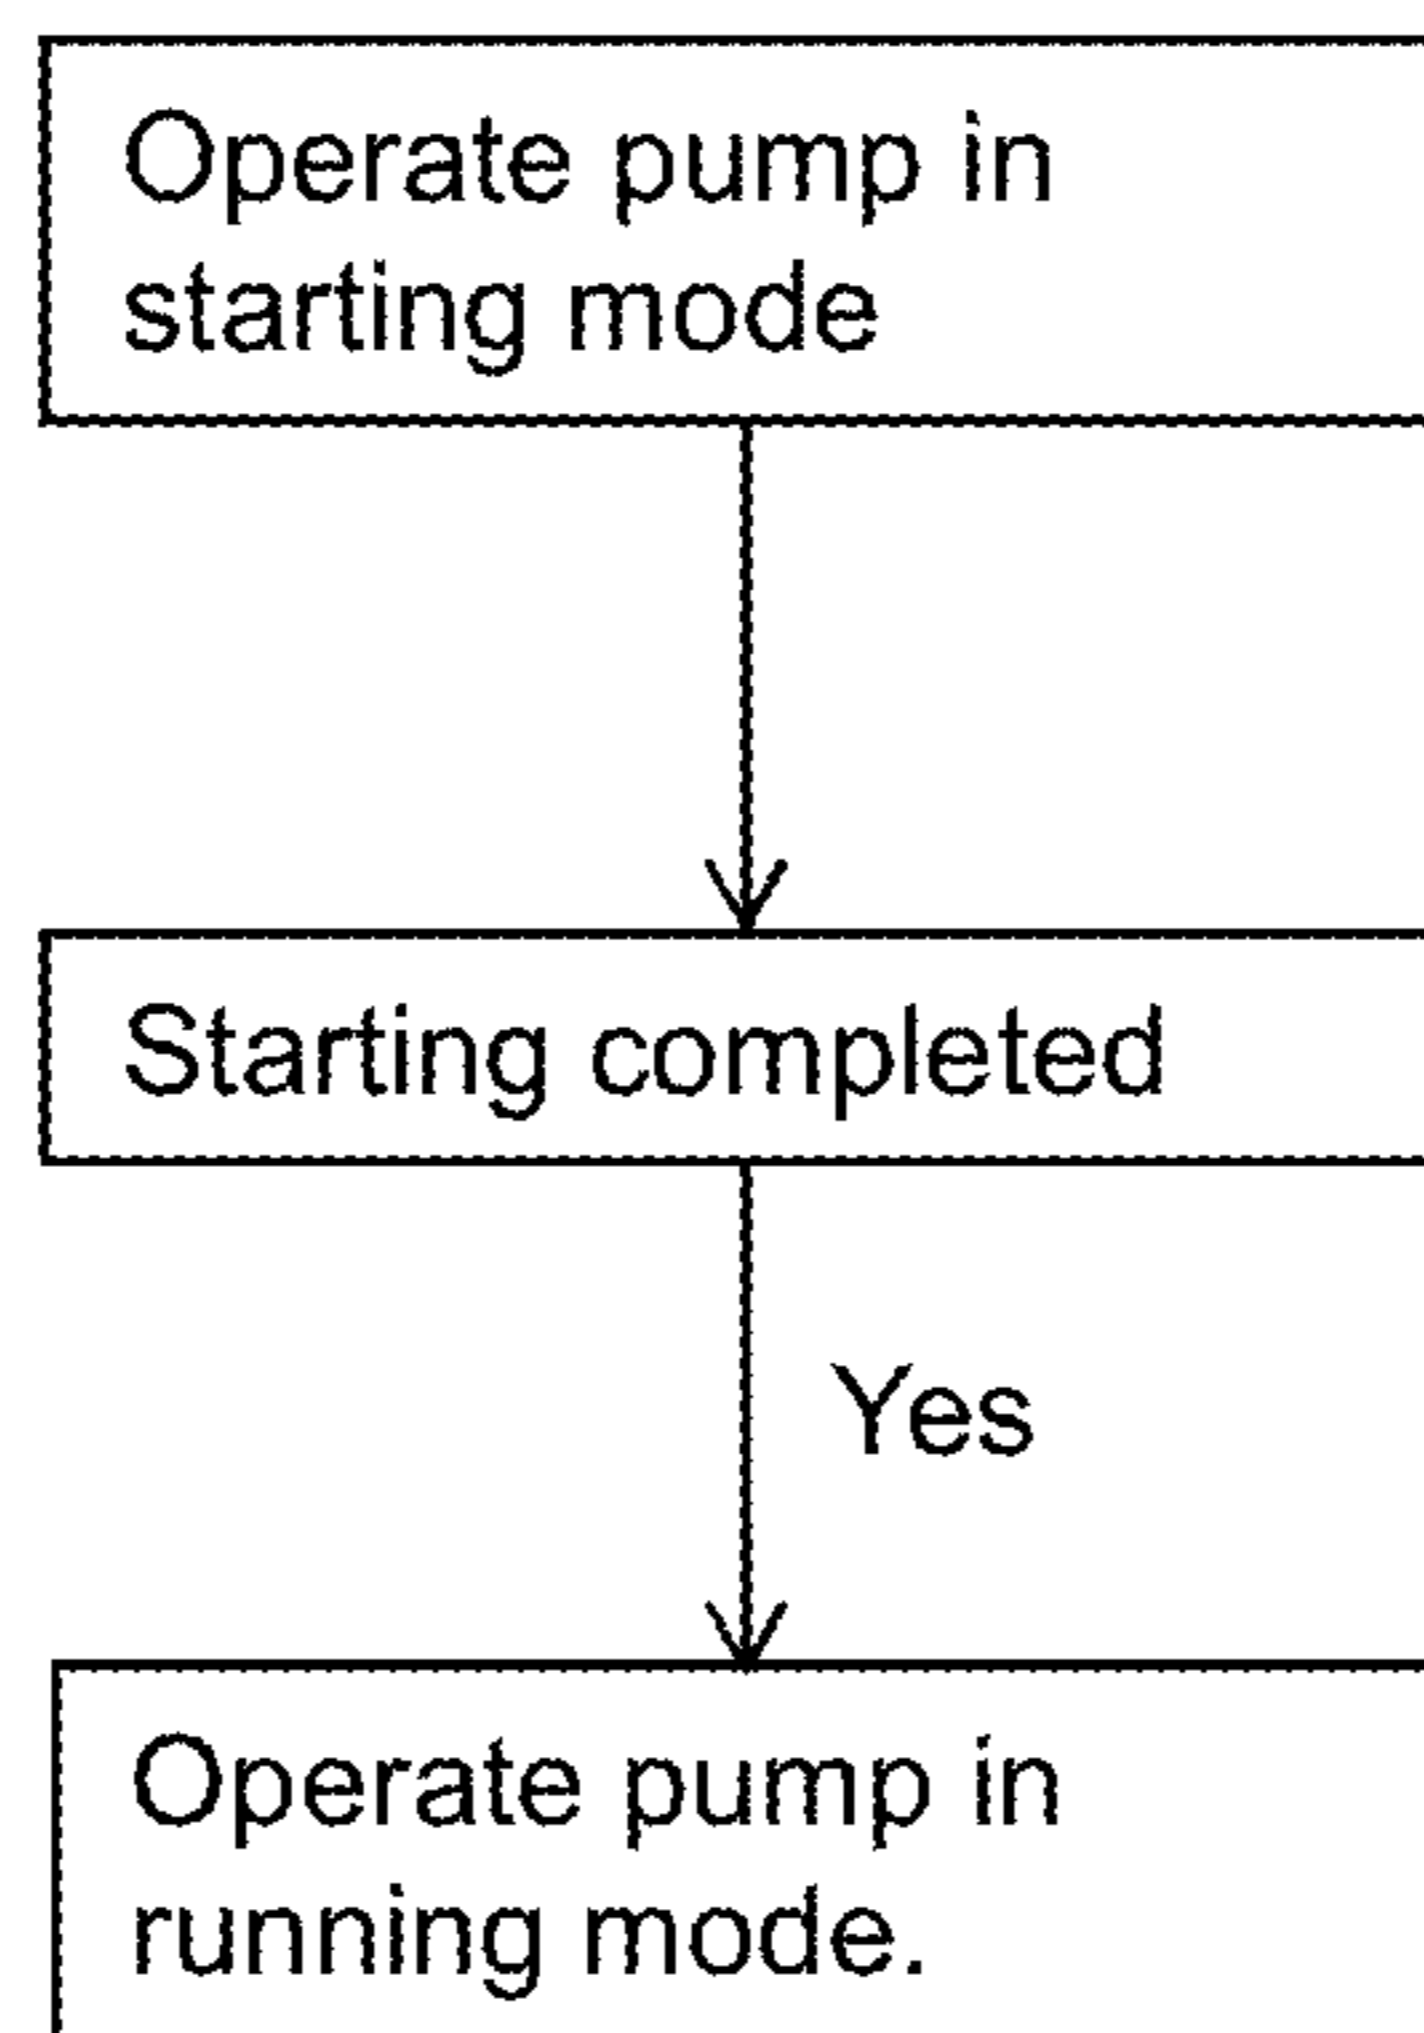 Operate pump in
starting mode
Starting completed
Yes
Operate pump in
running mode.